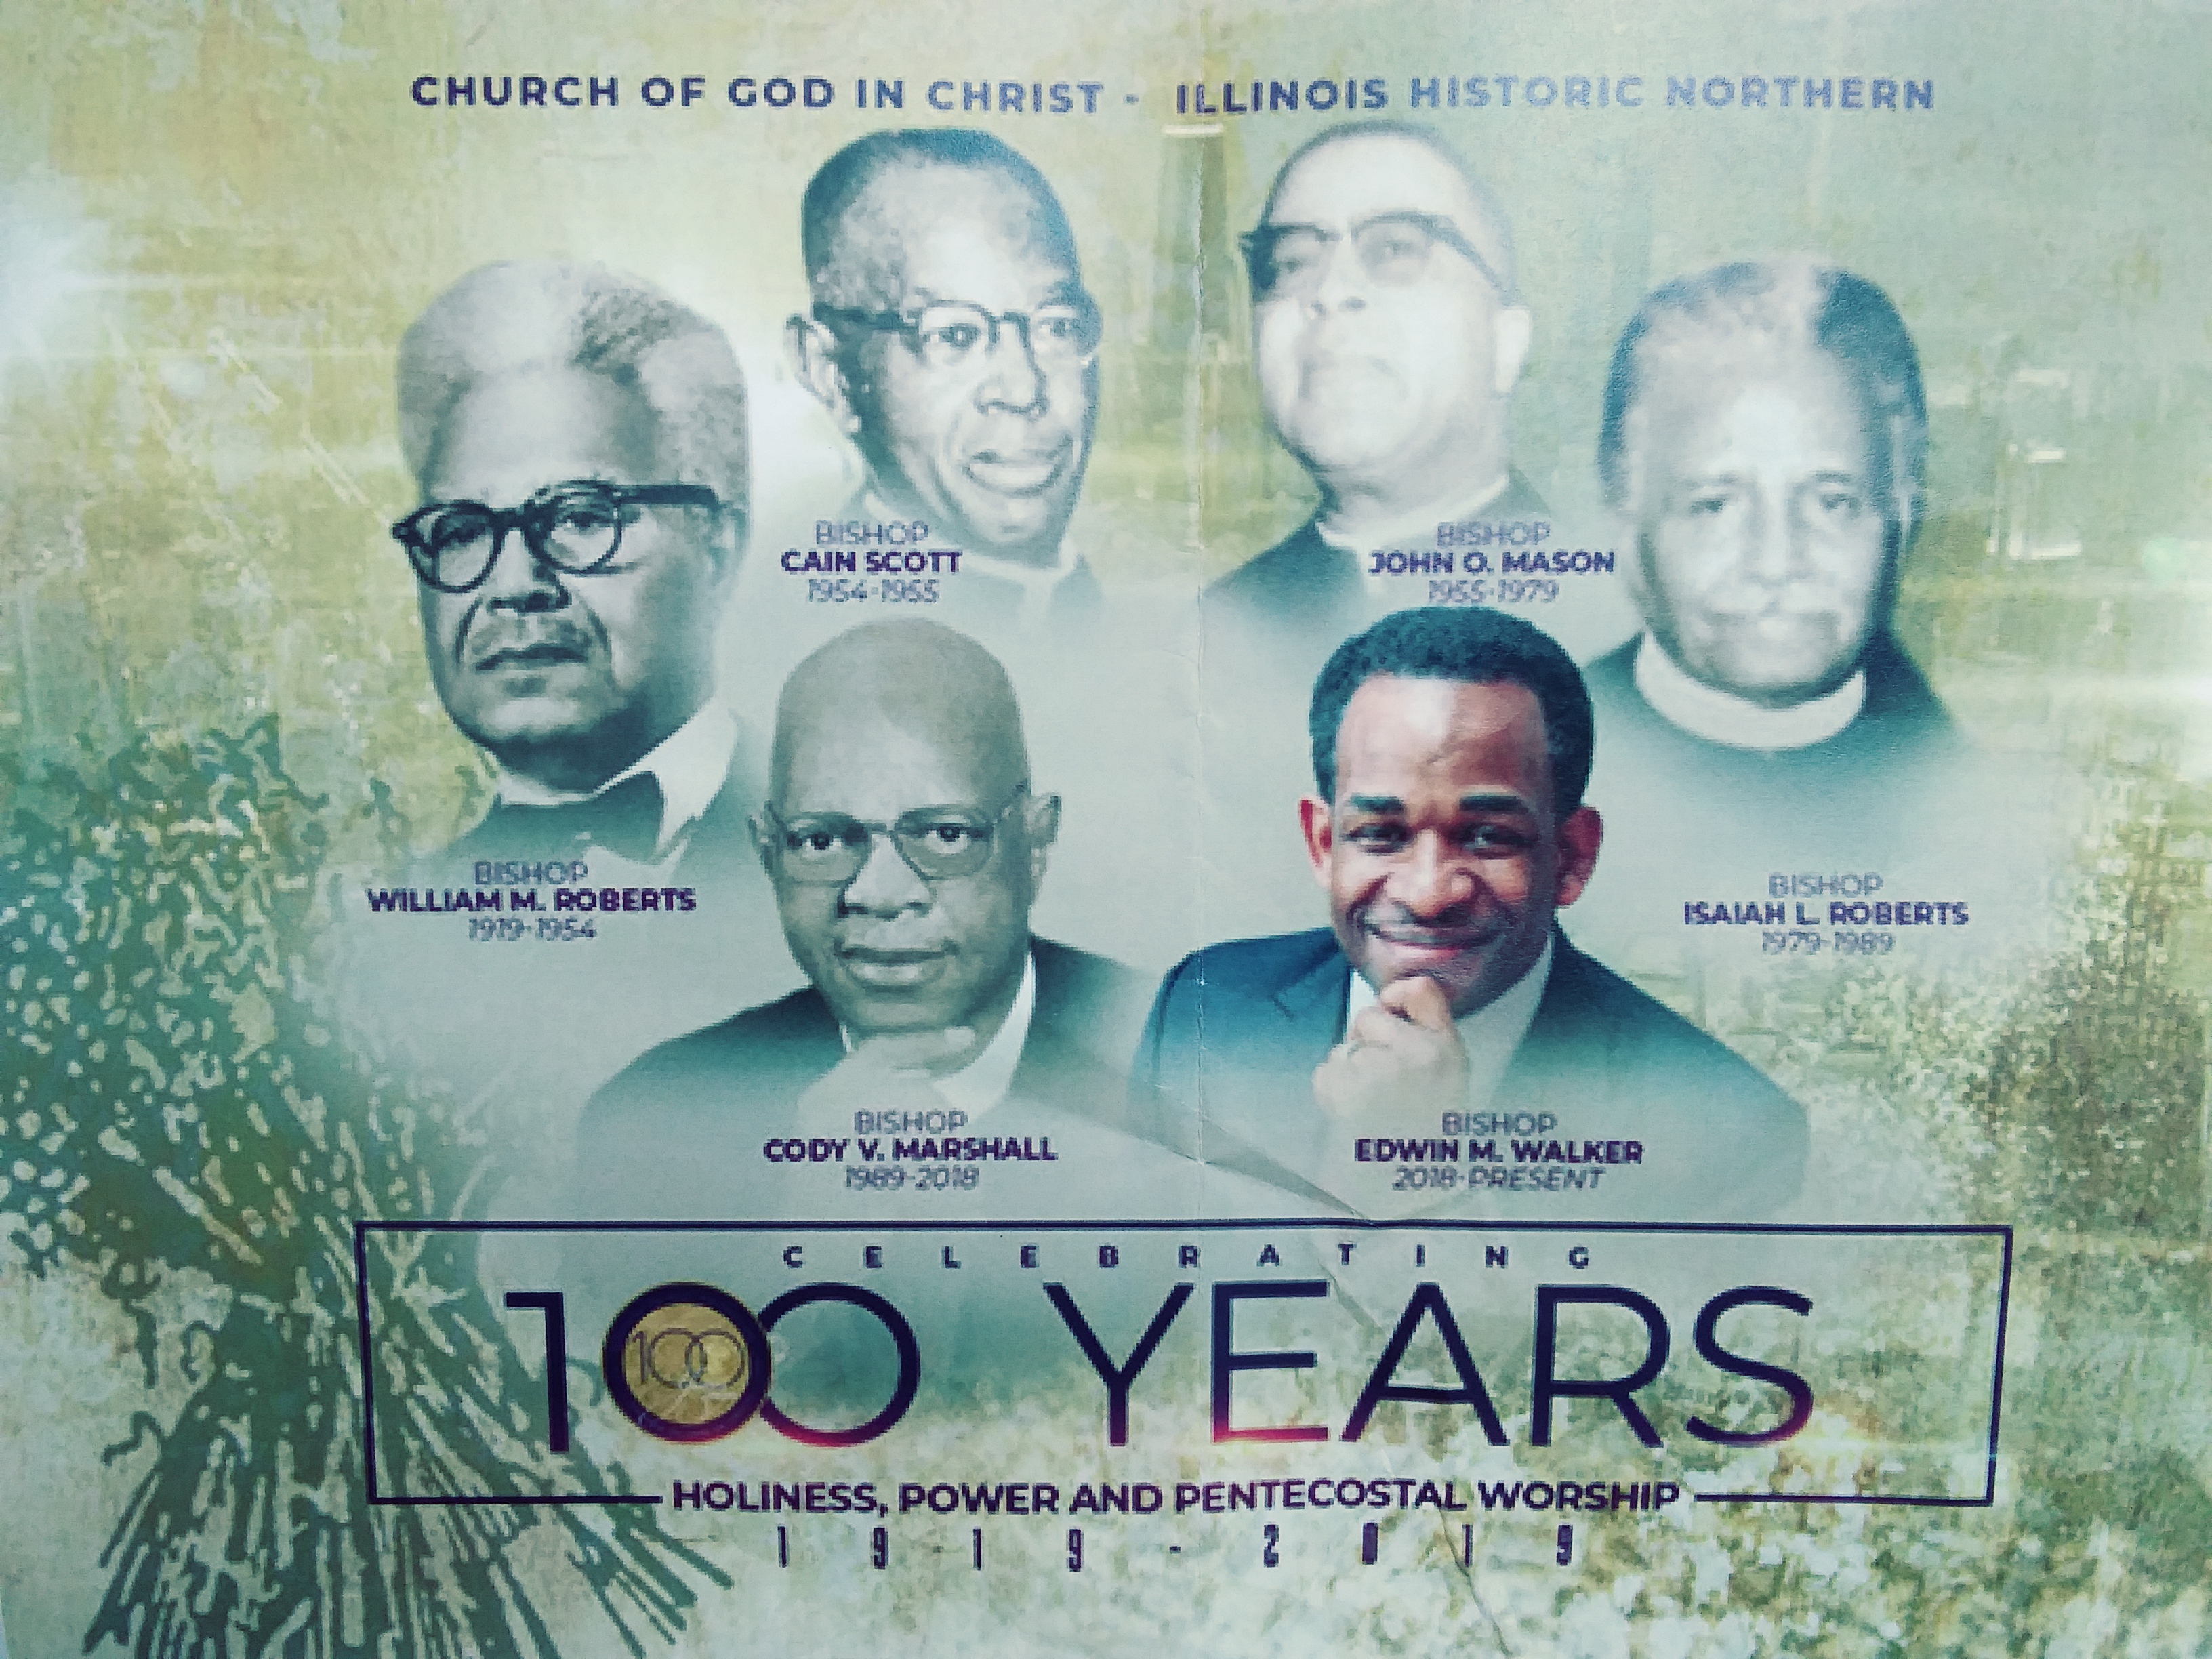 CHURCH OF GOD IN CHRIST - ILLINOIS HISTORIC NORTHERN
BISHOP
CAIN SCOTT
1954-1955
BISHOP
JOHN O. MASON
1955-1979
BISHOP
WILLIAM M. ROBERTS
1919-1954
BISHOP
ISAIAH L. ROBERTS
1979-1989
BISHOP
CODY V. MARSHALL
1989-2018
BISHOP
EDWIN M. WALKER
2018-PRESENT
CELEBRATING
100 YEARS
100
HOLINESS, POWER AND PENTECOSTAL WORSHIP
1919-2019